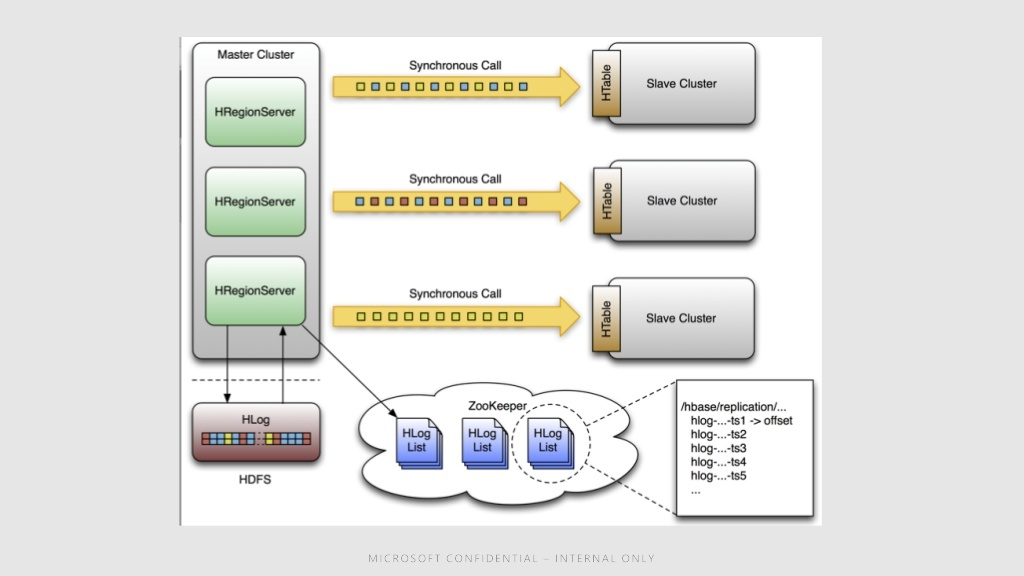 Master Cluster
HRegionServer
HRegionServer
HRegionServer
Synchronous Call
HTable
Slave Cluster
Synchronous Call
HTable
Slave Cluster
Synchronous Call
HTable
Slave Cluster
HLog
HDFS
ZooKeeper
HLog
List
HLog
List
HLog
List
/hbase/replication/...
hlog-...-ts1 -> offset
hlog-...-ts2
hlog-...-ts3
hlog-...-ts4
hlog-...-ts5
...
MICROSOFT CONFIDENTIAL – INTERNAL ONLY